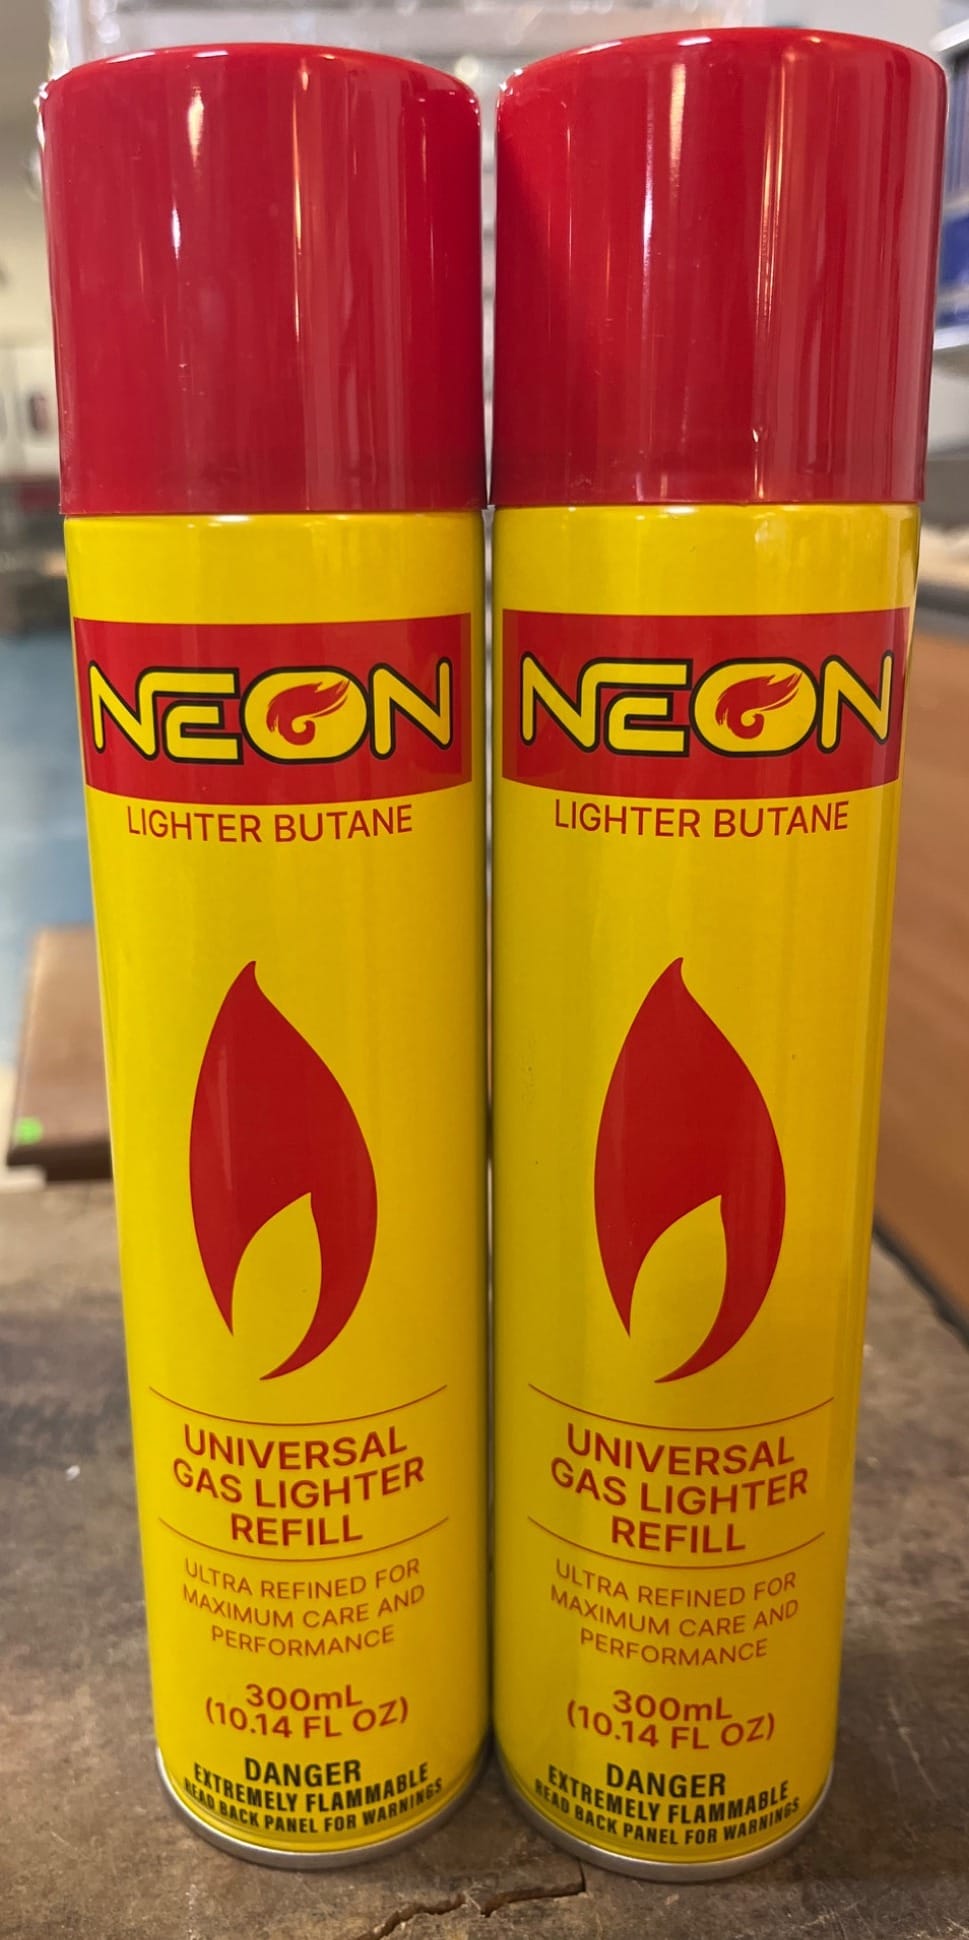 NEON
LIGHTER BUTANE
UNIVERSAL
GAS LIGHTER
REFILL
ULTRA REFINED FOR
MAXIMUM CARE AND
PERFORMANCE
300mL
(10.14 FL OZ)
DANGER
EXTREMELY FLAMMABLE
READ BACK PANEL FOR WARNINGS
NEON
LIGHTER BUTANE
UNIVERSAL
GAS LIGHTER
REFILL
ULTRA REFINED FOR
MAXIMUM CARE AND
PERFORMANCE
300mL
(10.14 FL OZ)
DANGER
EXTREMELY FLAMMABLE
READ BACK PANEL FOR WARNINGS